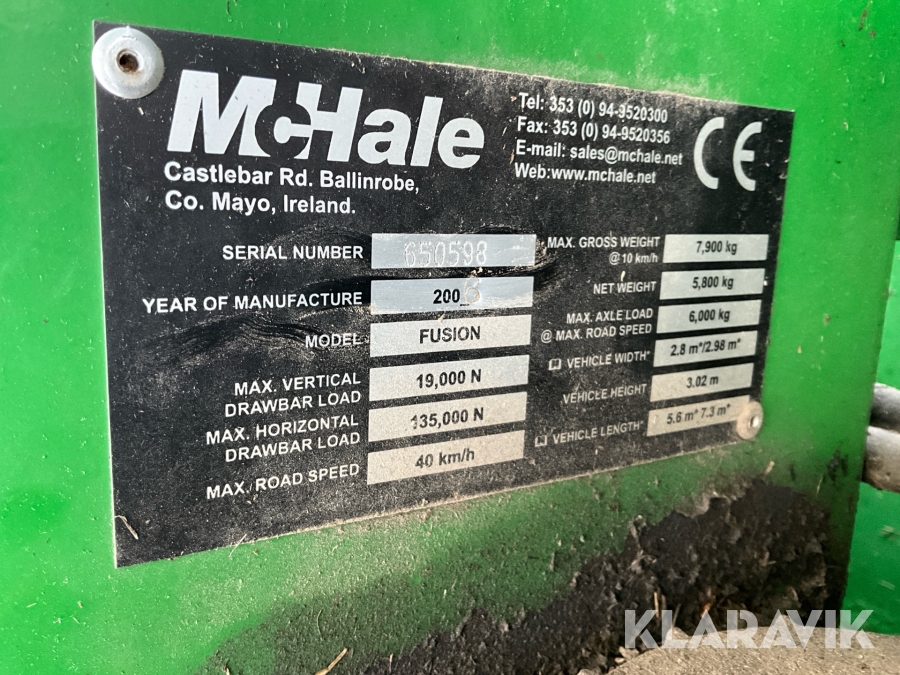 McHale
Castlebar Rd. Ballinrobe,
Co. Mayo, Ireland.
Tel: 353 (0) 94-9520300
Fax: 353 (0) 94-9520356
E-mail: sales@mchale.net
Web:www.mchale.net
CE
SERIAL NUMBER 650598
YEAR OF MANUFACTURE 200
MODEL FUSION
MAX. VERTICAL
DRAWBAR LOAD 19,000 N
MAX. HORIZONTAL
DRAWBAR LOAD 135,000 N
MAX. ROAD SPEED 40 km/h
MAX. GROSS WEIGHT
@10 km/h 7,900 kg
NET WEIGHT 5,800 kg
MAX. AXLE LOAD
@ MAX. ROAD SPEED 6,000 kg
VEHICLE WIDTH* 2.8 m*/2.98 m*
VEHICLE HEIGHT 3.02 m
VEHICLE LENGTH* 5.6 m* 7.3 m*
KLARAVIK